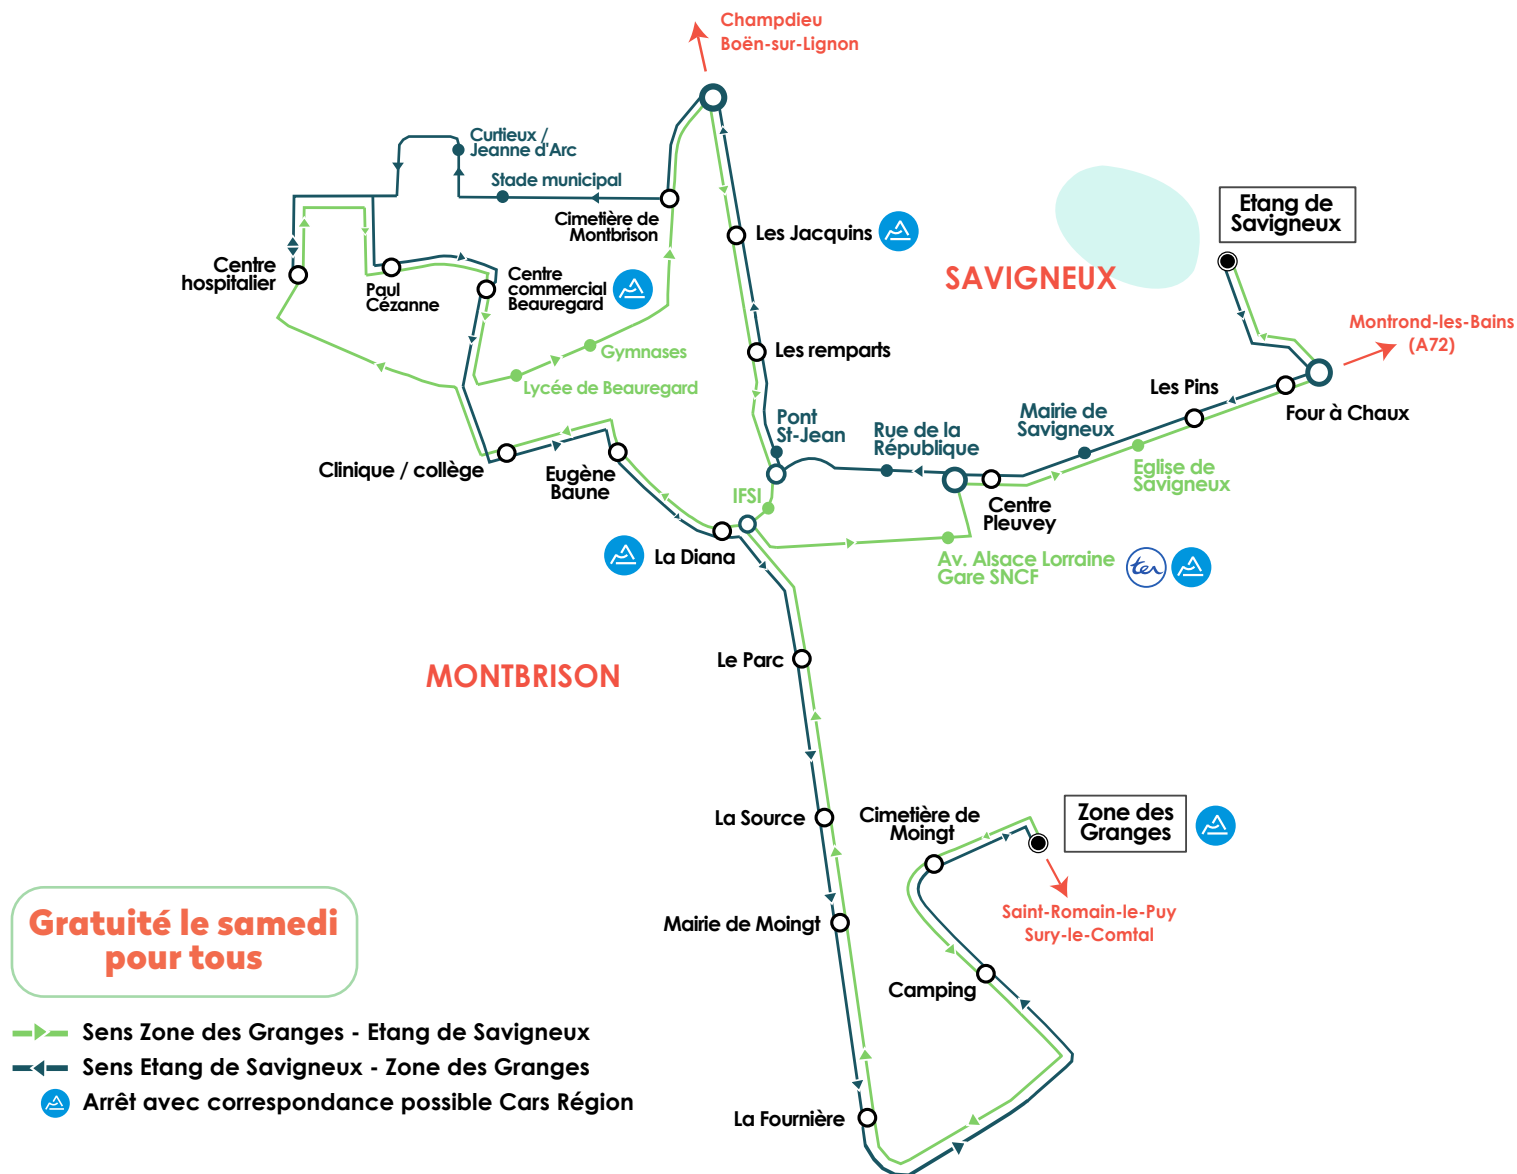 Champdieu
Boën-sur-Lignon
Curtieux /
Jeanne d'Arc
Stade municipal
Cimetière de
Montbrison
Les Jacquins
Etang de
Savigneux
SAVIGNEUX
Centre
hospitalier
Paul
Cézanne
Centre
commercial
Beauregard
Montrond-les-Bains
(A72)
Gymnases
Lycée de Beauregard
Les remparts
Les Pins
Four à Chaux
Pont
St-Jean
Rue de la
République
Mairie de
Savigneux
Eglise de
Savigneux
Clinique / collège
Eugène
Baune
IFSI
Centre
Pleuvey
La Diana
Av. Alsace Lorraine
Gare SNCF
ter
Le Parc
MONTBRISON
La Source
Cimetière de
Moingt
Zone des
Granges
Saint-Romain-le-Puy
Sury-le-Comtal
Mairie de Moingt
Camping
La Fournière
Gratuité le samedi
pour tous
Sens Zone des Granges - Etang de Savigneux
Sens Etang de Savigneux - Zone des Granges
Arrêt avec correspondance possible Cars Région